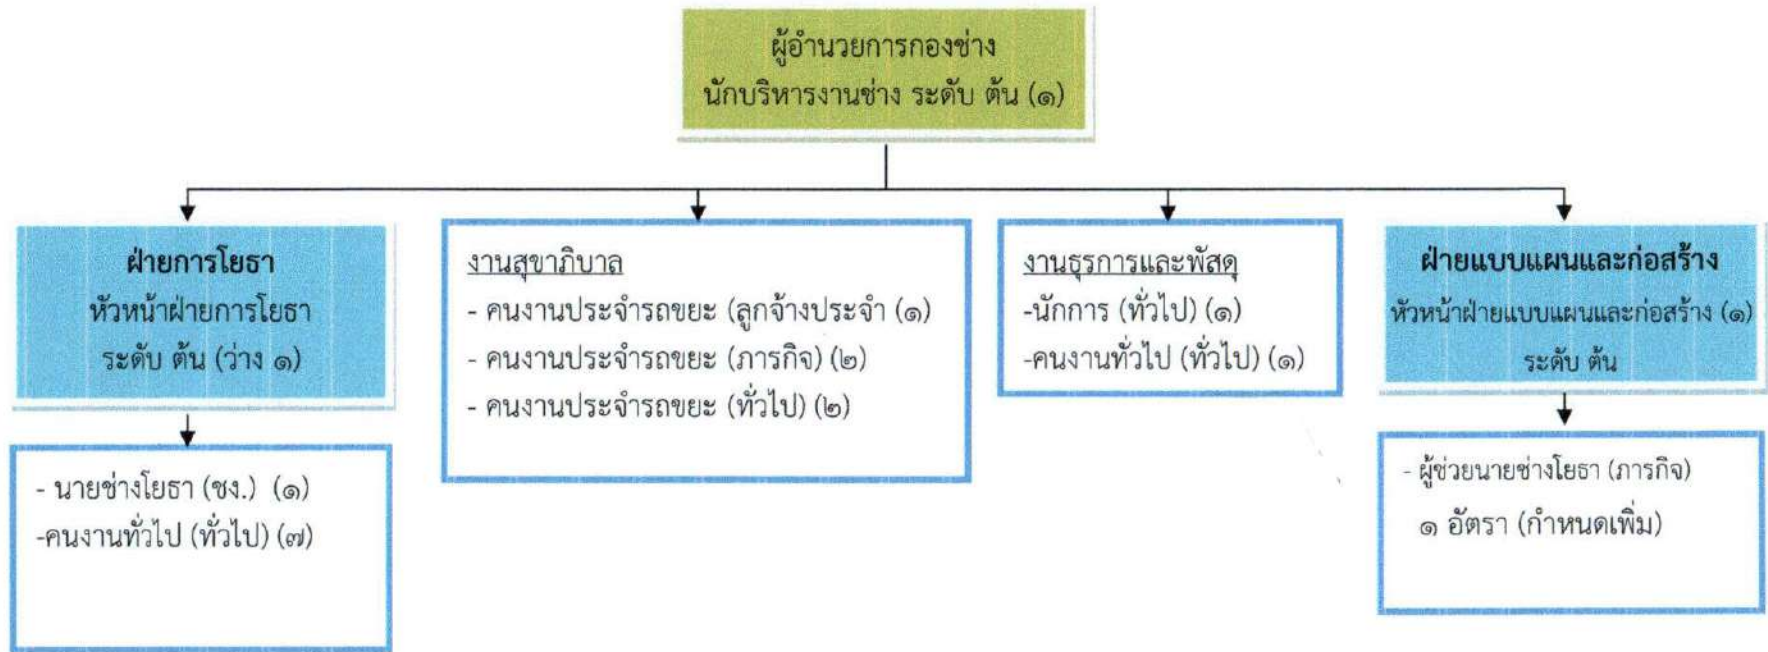 ผู้อำนวยการกองช่าง
นักบริหารงานช่าง ระดับ ต้น (๑)
ฝ่ายการโยธา
หัวหน้าฝ่ายการโยธา
ระดับ ต้น (ว่าง ๑)
- นายช่างโยธา (ชง.) (๑)
-คนงานทั่วไป (ทั่วไป) (๗)
งานสุขาภิบาล
- คนงานประจำรถขยะ (ลูกจ้างประจำ (๑)
- คนงานประจำรถขยะ (ภารกิจ) (๒)
- คนงานประจำรถขยะ (ทั่วไป) (๒)
งานธุรการและพัสดุ
-นักการ (ทั่วไป) (๑)
-คนงานทั่วไป (ทั่วไป) (๑)
ฝ่ายแบบแผนและก่อสร้าง
หัวหน้าฝ่ายแบบแผนและก่อสร้าง (๑)
ระดับ ต้น
- ผู้ช่วยนายช่างโยธา (ภารกิจ)
๑ อัตรา (กำหนดเพิ่ม)